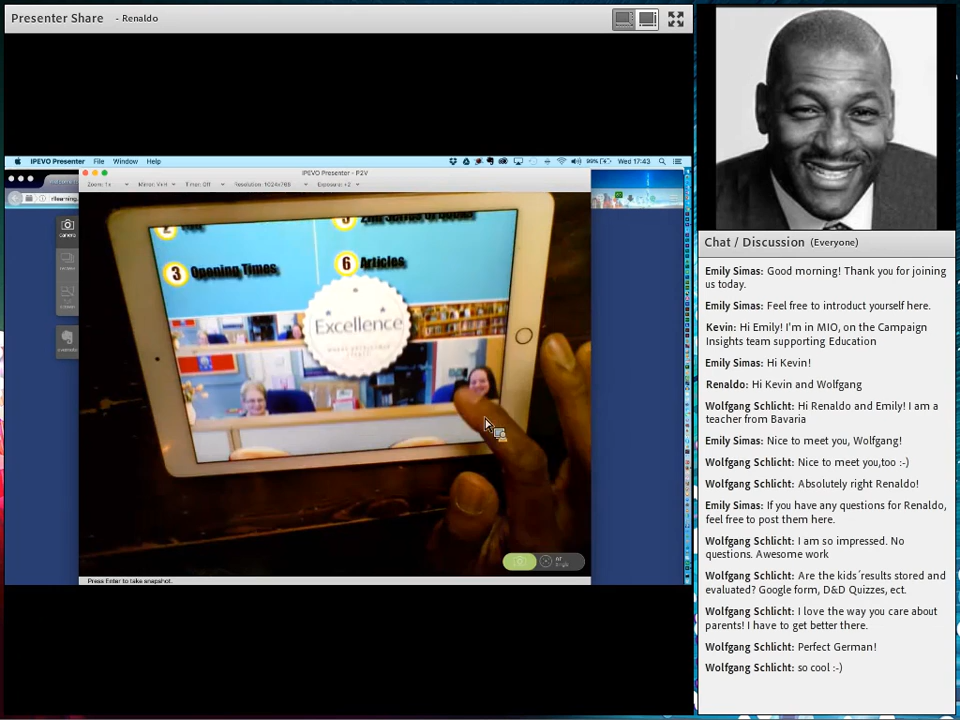 Presenter Share - Renaldo
IPEVO Presenter File Window Help
99% Wed 17:43
IPEVO Presenter - P2V
Zoom: 1x Mirror: VxH Timer: Off Resolution: 1024x768 Exposure: x2
3 Opening Times
6 Articles
Excellence
Press Enter to take snapshot.
Chat / Discussion (Everyone)
Emily Simas: Good morning! Thank you for joining
us today.
Emily Simas: Feel free to introduce yourself here.
Kevin: Hi Emily! I'm in MIO, on the Campaign
Insights team supporting Education
Emily Simas: Hi Kevin!
Renaldo: Hi Kevin and Wolfgang
Wolfgang Schlicht: Hi Renaldo and Emily! I am a
teacher from Bavaria
Emily Simas: Nice to meet you, Wolfgang!
Wolfgang Schlicht: Nice to meet you,too :-)
Wolfgang Schlicht: Absolutely right Renaldo!
Emily Simas: If you have any questions for Renaldo,
feel free to post them here.
Wolfgang Schlicht: I am so impressed. No
questions. Awesome work
Wolfgang Schlicht: Are the kids´results stored and
evaluated? Google form, D&D Quizzes, ect.
Wolfgang Schlicht: I love the way you care about
parents! I have to get better there.
Wolfgang Schlicht: Perfect German!
Wolfgang Schlicht: so cool :-)